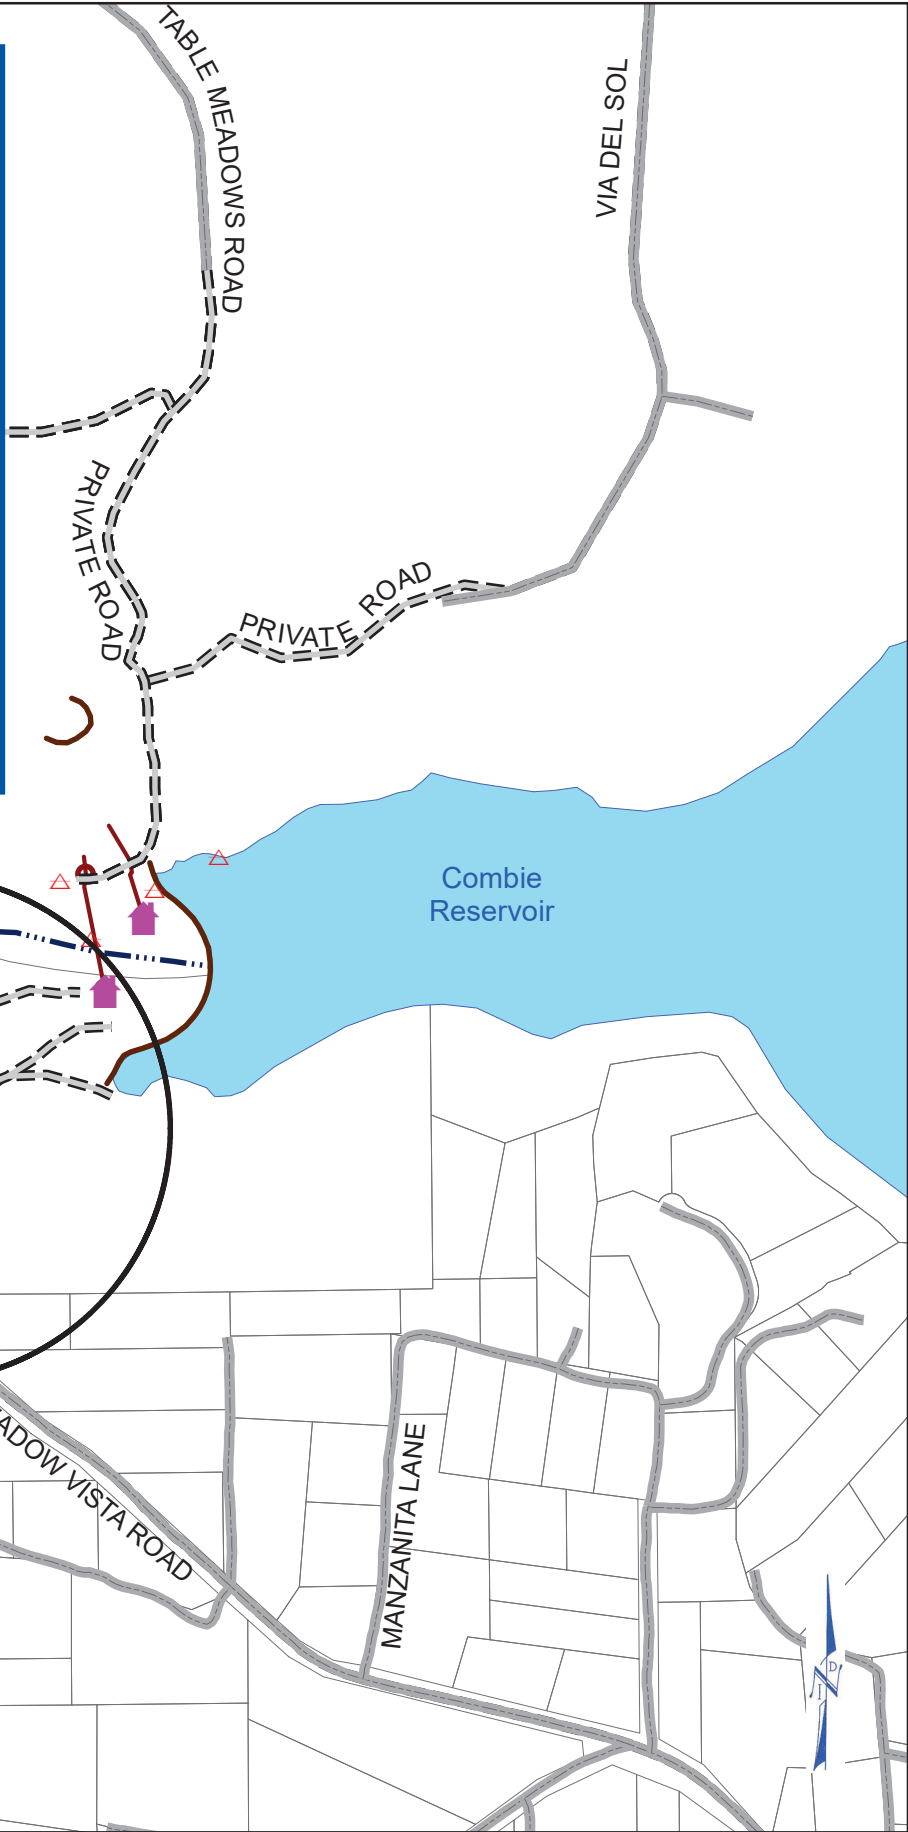 TABLE MEADOWS ROAD
VIA DEL SOL
PRIVATE ROAD
PRIVATE ROAD
Combie
Reservoir
MANZANITA LANE
ADOW VISTA ROAD
N
I
D